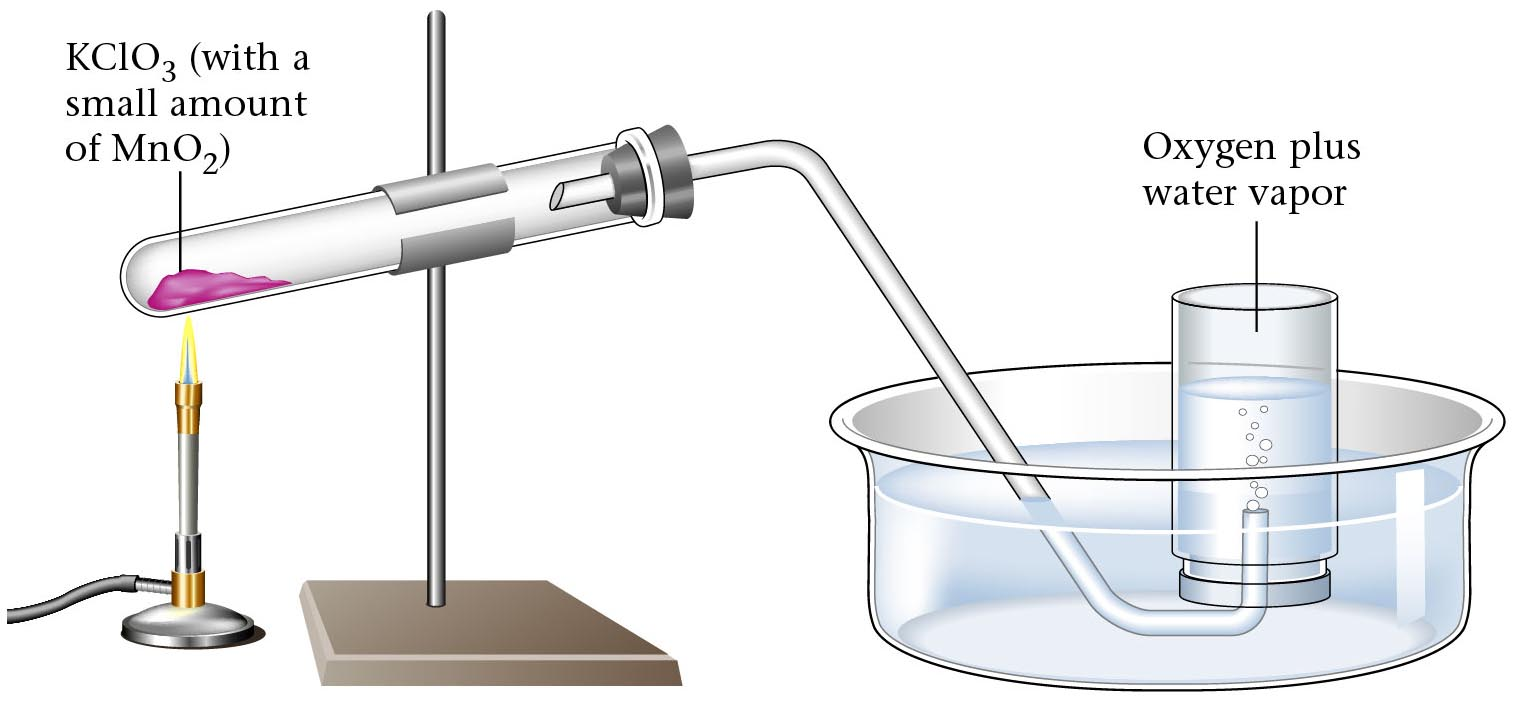 KClO₃ (with a
small amount
of MnO₂)
Oxygen plus
water vapor